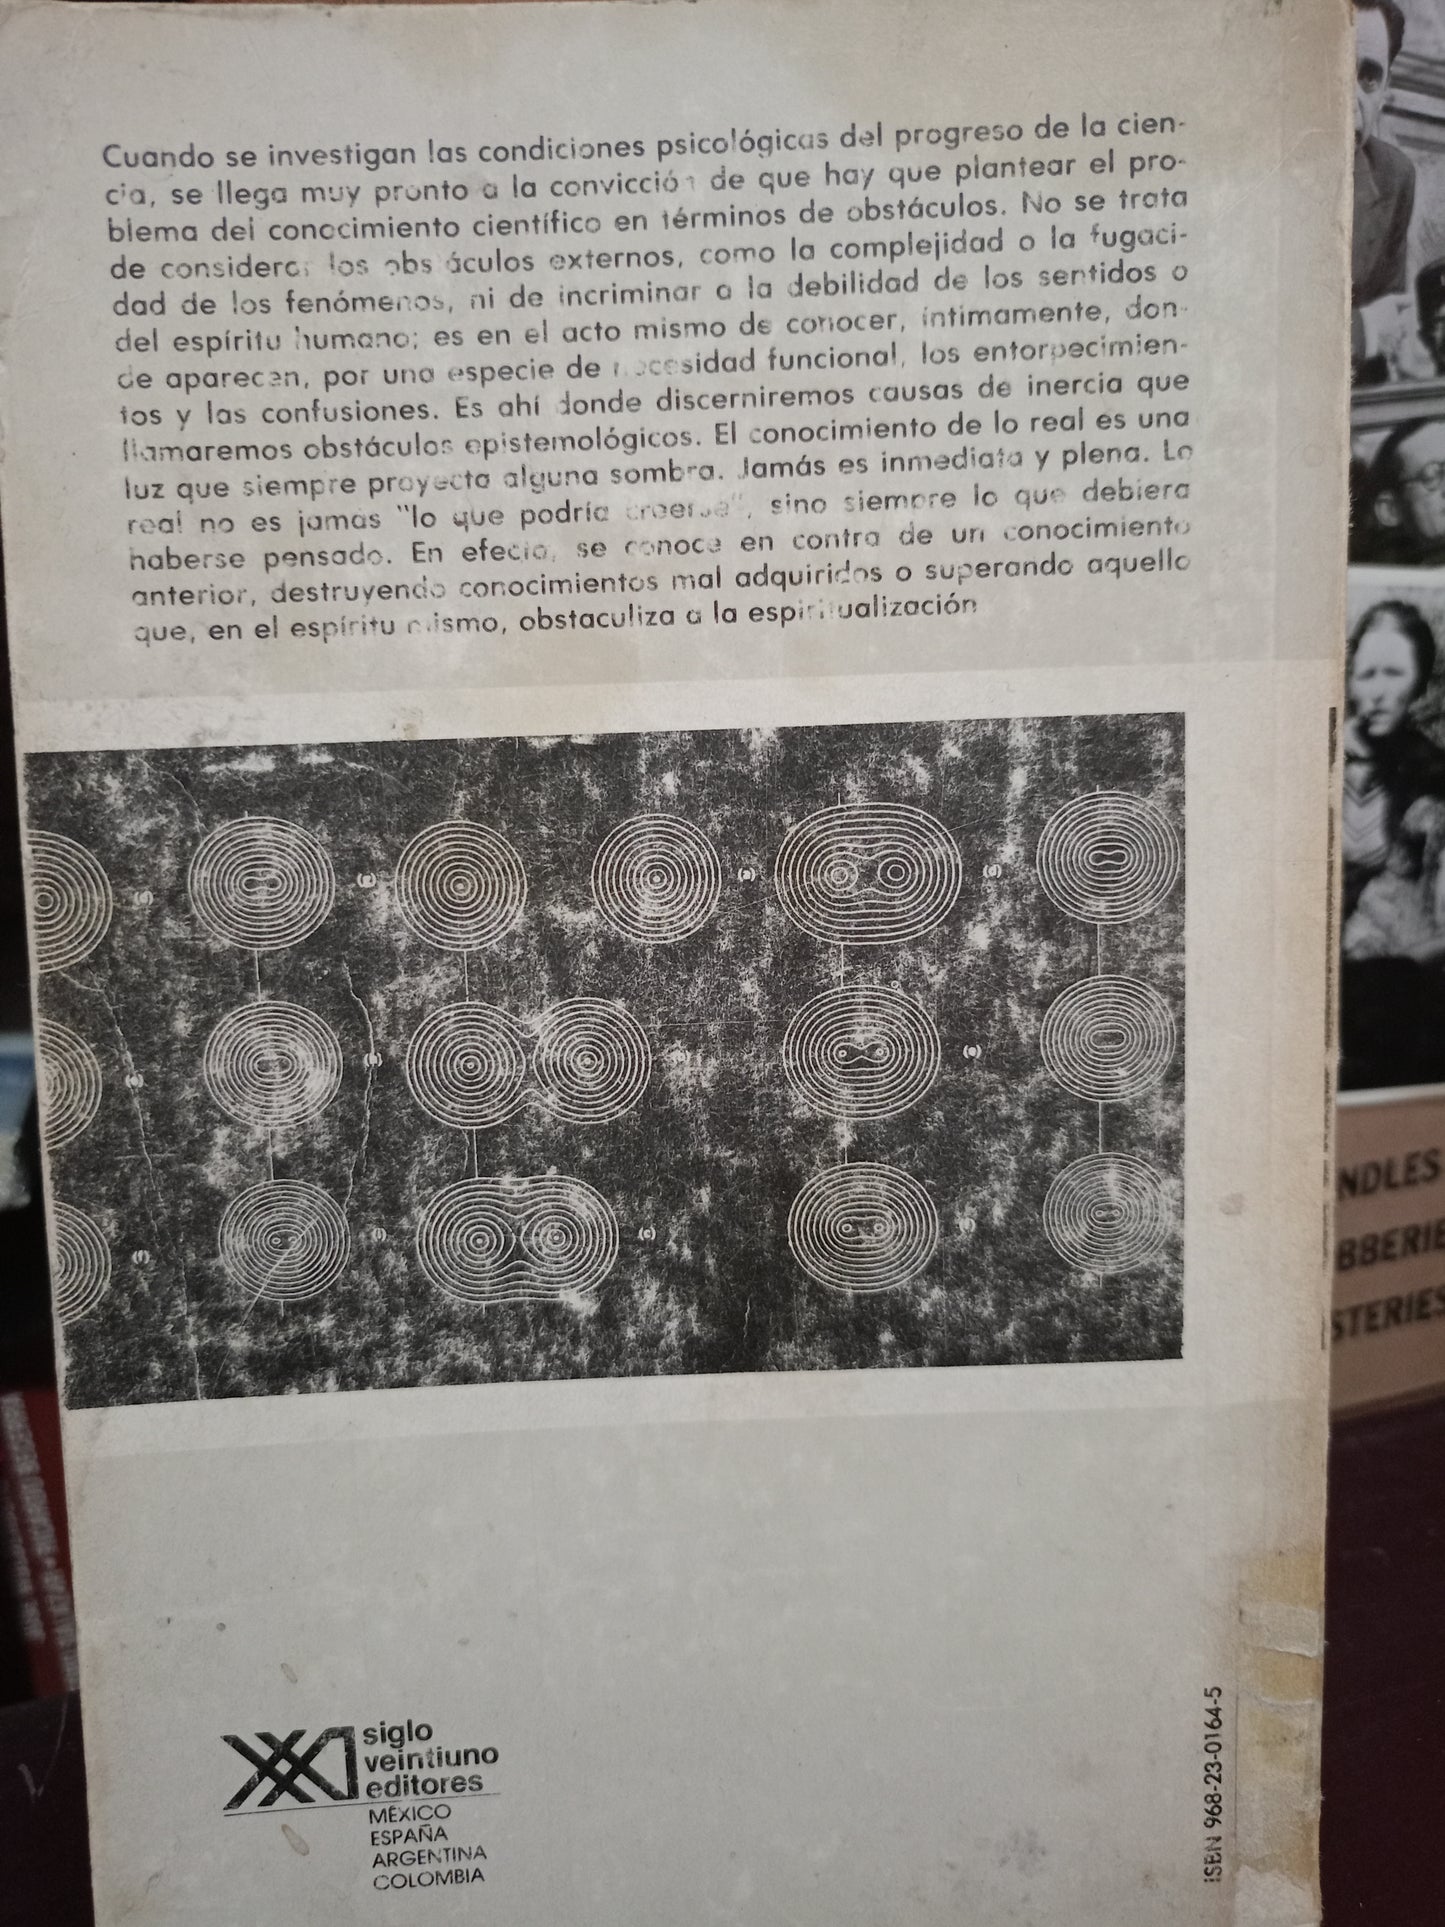 Cuando se investigan las condiciones psicológicas del progreso de la cien-
cia, se llega muy pronto a la convicción de que hay que plantear el pro-
blema del conocimiento científico en términos de obstáculos. No se trata
de considerar los obstáculos externos, como la complejidad o la fugaci-
dad de los fenómenos, ni de incriminar a la debilidad de los sentidos o
del espíritu humano; es en el acto mismo de conocer, íntimamente, don-
de aparecen, por una especie de necesidad funcional, los entorpecimien-
tos y las confusiones. Es ahí donde discerniremos causas de inercia que
llamaremos obstáculos epistemológicos. El conocimiento de lo real es una
luz que siempre proyecta alguna sombra. Jamás es inmediata y plena. Lo
real no es jamás "lo que podría creerse", sino siempre lo que debiera
haberse pensado. En efecto, se conoce en contra de un conocimiento
anterior, destruyendo conocimientos mal adquiridos o superando aquello
que, en el espíritu mismo, obstaculiza a la espiritualización
(d) (g) (a) (d)
(e) (h) (b) (e)
(f) (i) (c) (f)
siglo
veintiuno
editores
MÉXICO
ESPAÑA
ARGENTINA
COLOMBIA
ISBN 968-23-0164-5
NDLES
BBERIE
STERIES